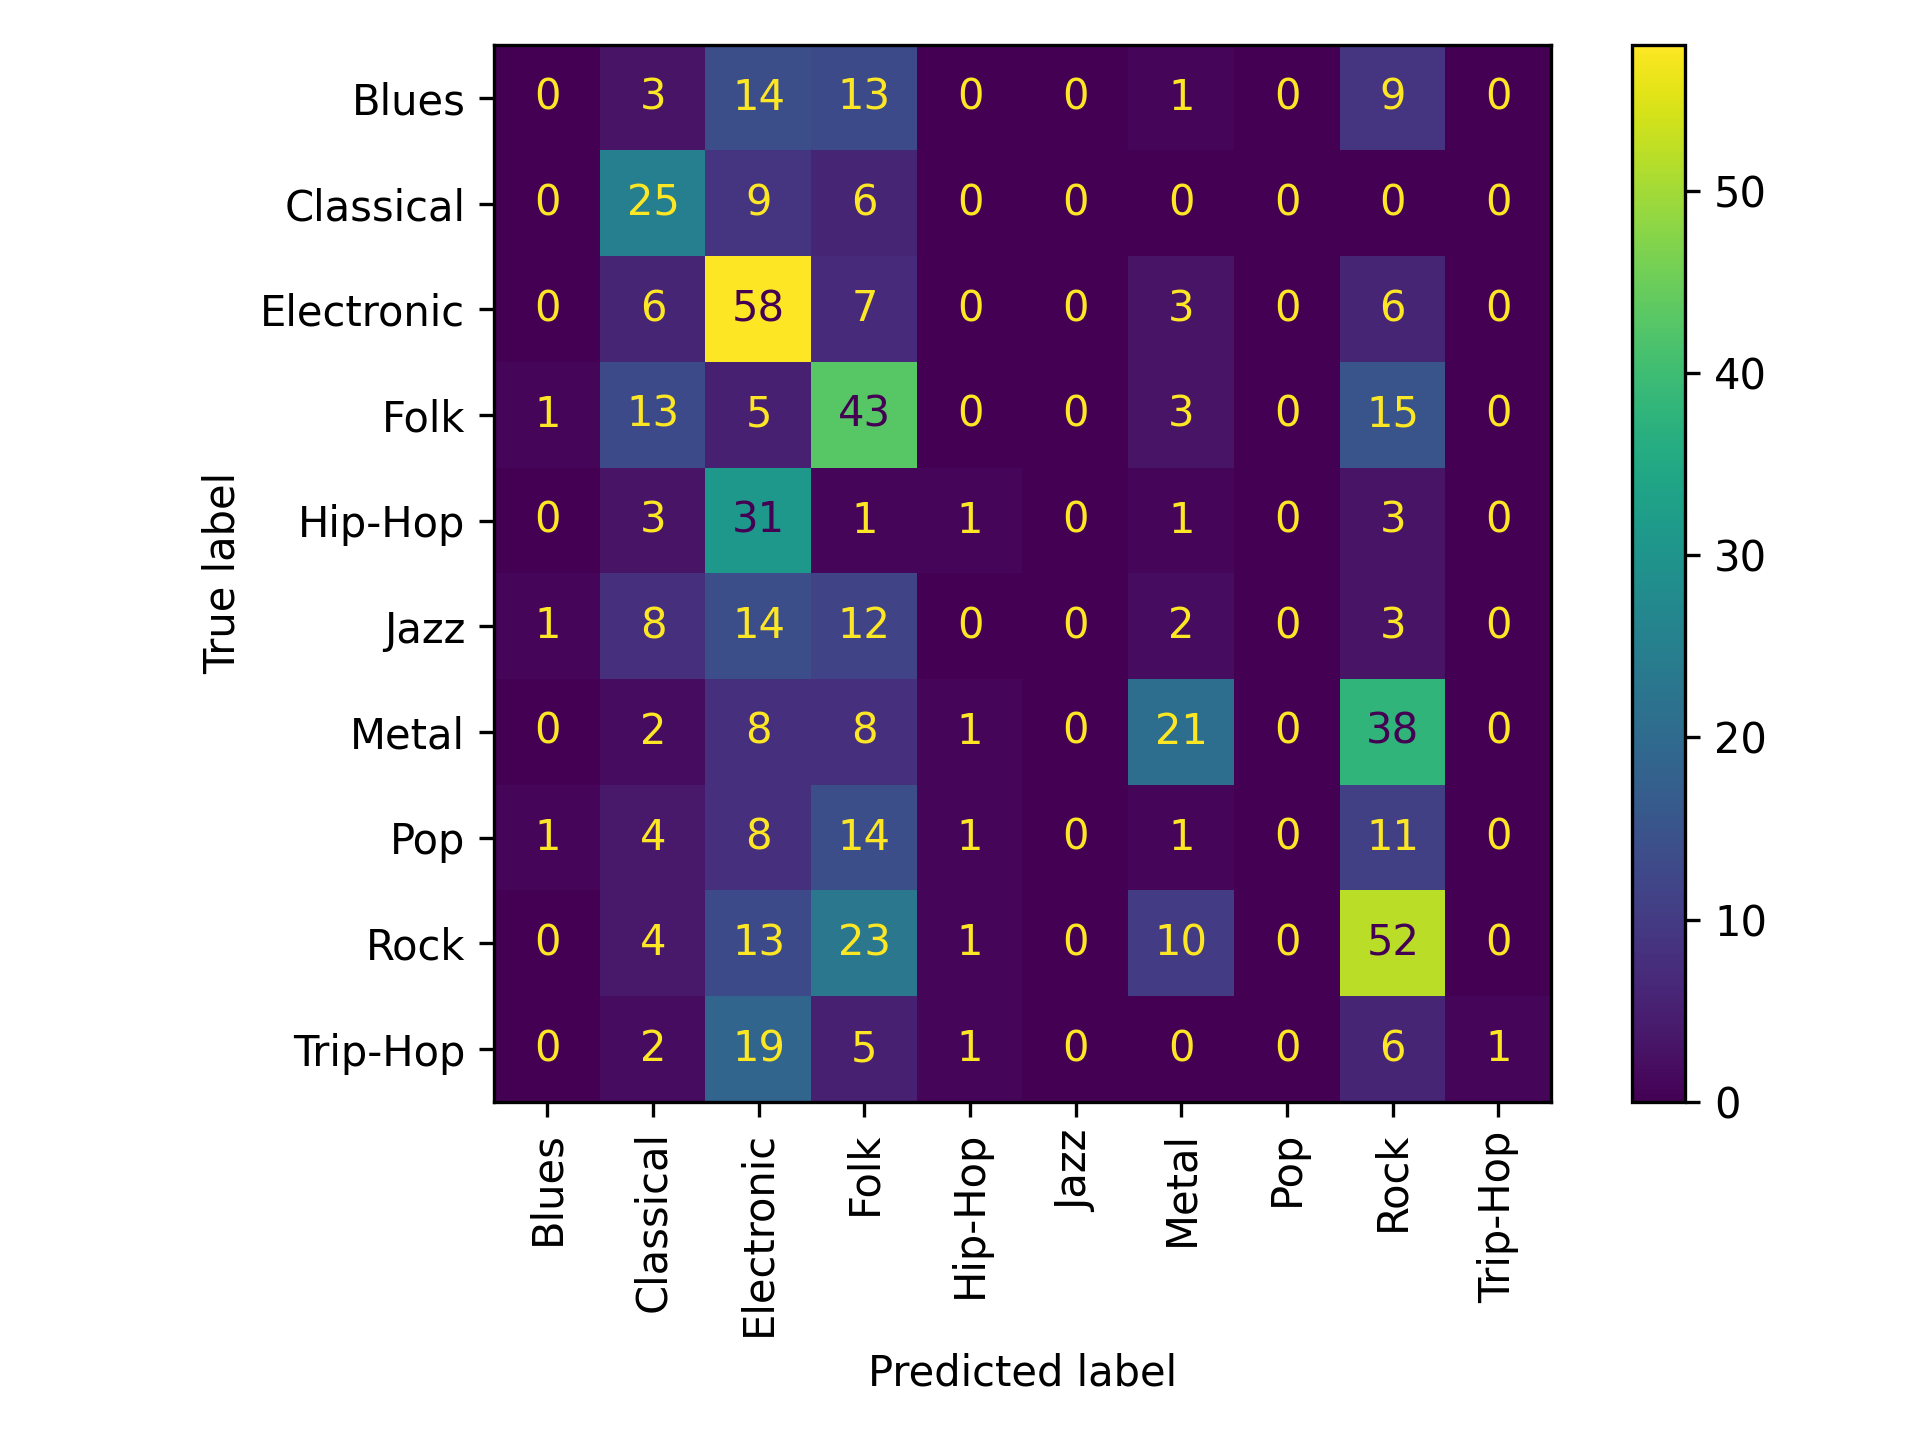 Blues 0 3 14 13 0 0 1 0 9 0
Classical 0 25 9 6 0 0 0 0 0 0
Electronic 0 6 58 7 0 0 3 0 6 0
Folk 1 13 5 43 0 0 3 0 15 0
Hip-Hop 0 3 31 1 1 0 1 0 3 0
Jazz 1 8 14 12 0 0 2 0 3 0
Metal 0 2 8 8 1 0 21 0 38 0
Pop 1 4 8 14 1 0 1 0 11 0
Rock 0 4 13 23 1 0 10 0 52 0
Trip-Hop 0 2 19 5 1 0 0 0 6 1
True label
Blues Classical Electronic Folk Hip-Hop Jazz Metal Pop Rock Trip-Hop
Predicted label
50
40
30
20
10
0